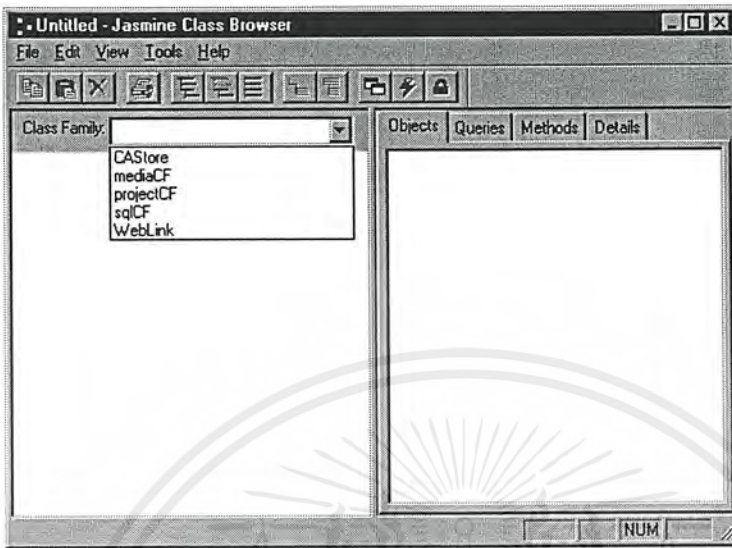 Untitled - Jasmine Class Browser
File Edit View Tools Help
Class Family:
Objects Queries Methods Details
CAStore
mediaCF
projectCF
sqlCF
WebLink
NUM